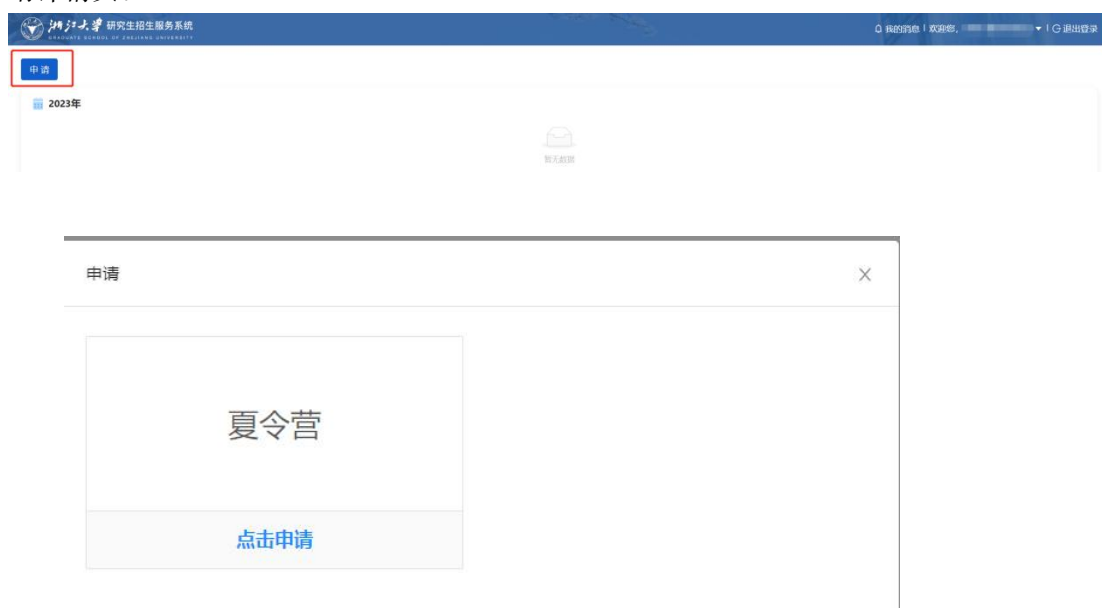 浙江大学 研究生招生服务系统
GRADUATE SCHOOL OF ZHEJIANG UNIVERSITY
我的消息 | 欢迎您, | 退出登录
申 请
2023年
暂无数据
申请
夏令营
点击申请